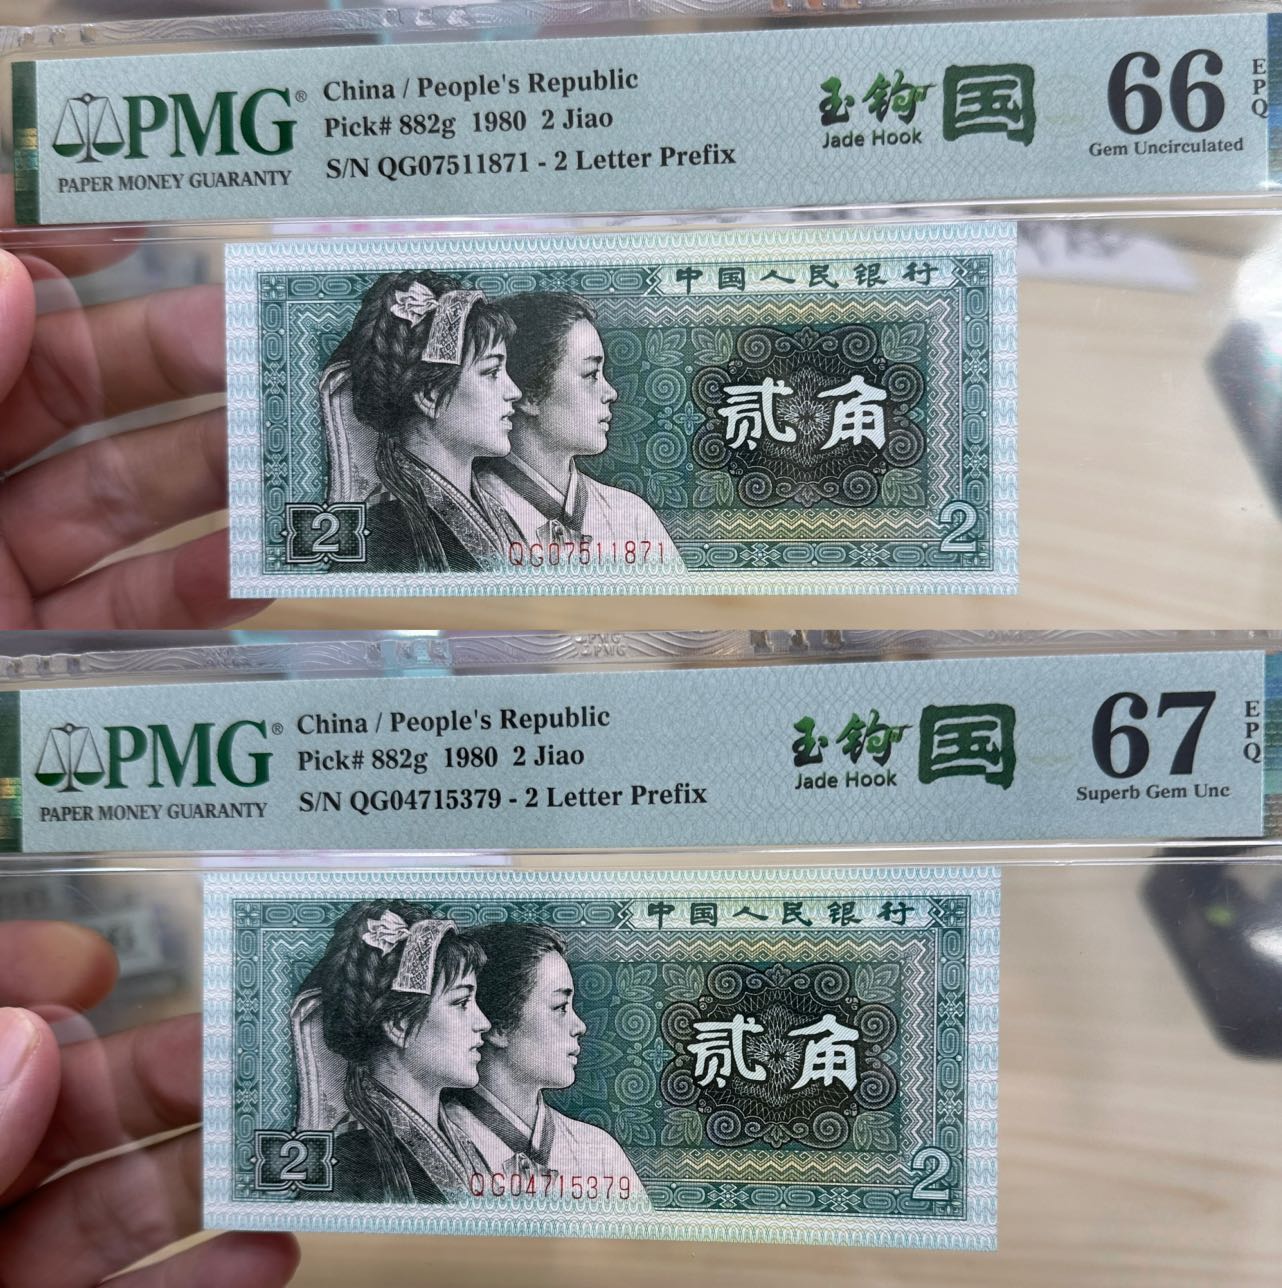 PMG®
PAPER MONEY GUARANTY
China / People's Republic
Pick# 882g 1980 2 Jiao
S/N QG07511871 - 2 Letter Prefix
玉钩
Jade Hook
国
66
Gem Uncirculated
EPQ
中国人民银行
贰角
2
QG07511871
2
PMG
PMG
PMG®
PAPER MONEY GUARANTY
China / People's Republic
Pick# 882g 1980 2 Jiao
S/N QG04715379 - 2 Letter Prefix
玉钩
Jade Hook
国
67
Superb Gem Unc
EPQ
中国人民银行
贰角
2
QG04715379
2